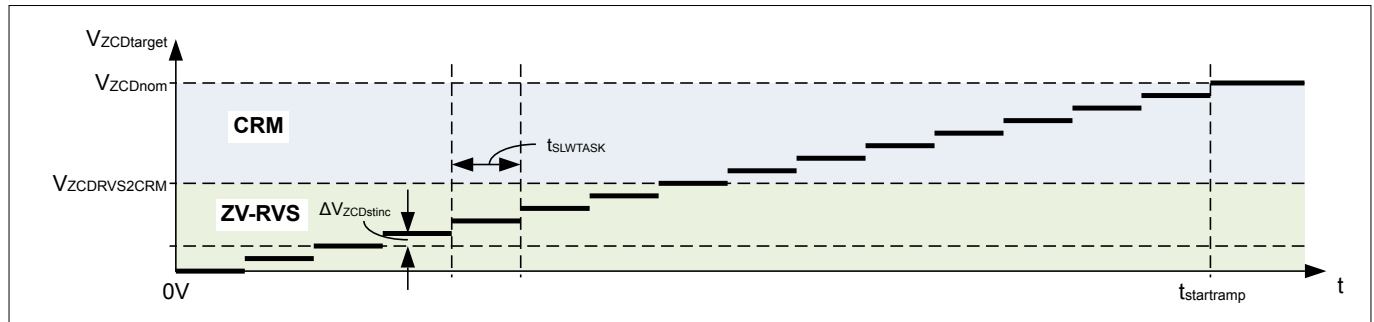 VZCDtarget
VZCDnom
CRM
tSLWTASK
VZCDRVS2CRM
ZV-RVS
ΔVZCDstinc
0V
tstartramp
t